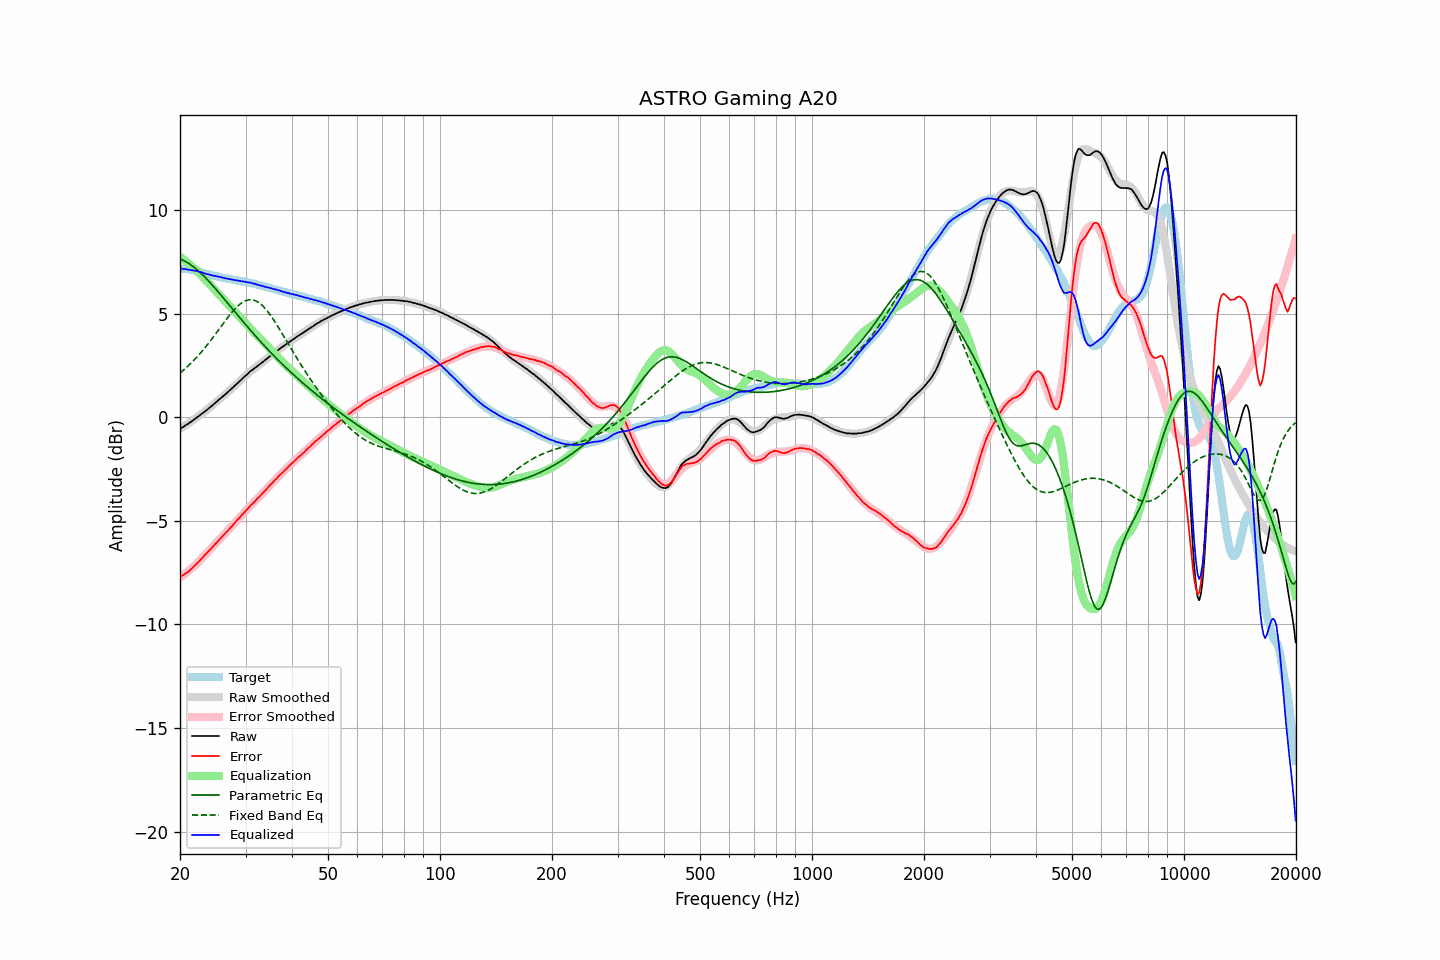 ASTRO Gaming A20
Amplitude (dBr)
10
5
0
−5
−10
−15
−20
Target
Raw Smoothed
Error Smoothed
Raw
Error
Equalization
Parametric Eq
Fixed Band Eq
Equalized
20 50 100 200 500 1000 2000 5000 10000 20000
Frequency (Hz)